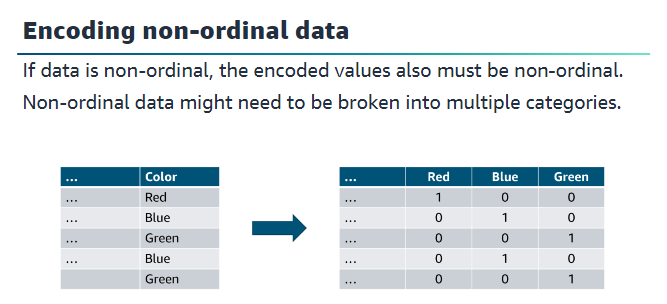 Encoding non-ordinal data
If data is non-ordinal, the encoded values also must be non-ordinal.
Non-ordinal data might need to be broken into multiple categories.
... Color
... Red
... Blue
... Green
... Blue
Green
... Red Blue Green
... 1 0 0
... 0 1 0
... 0 0 1
... 0 1 0
... 0 0 1